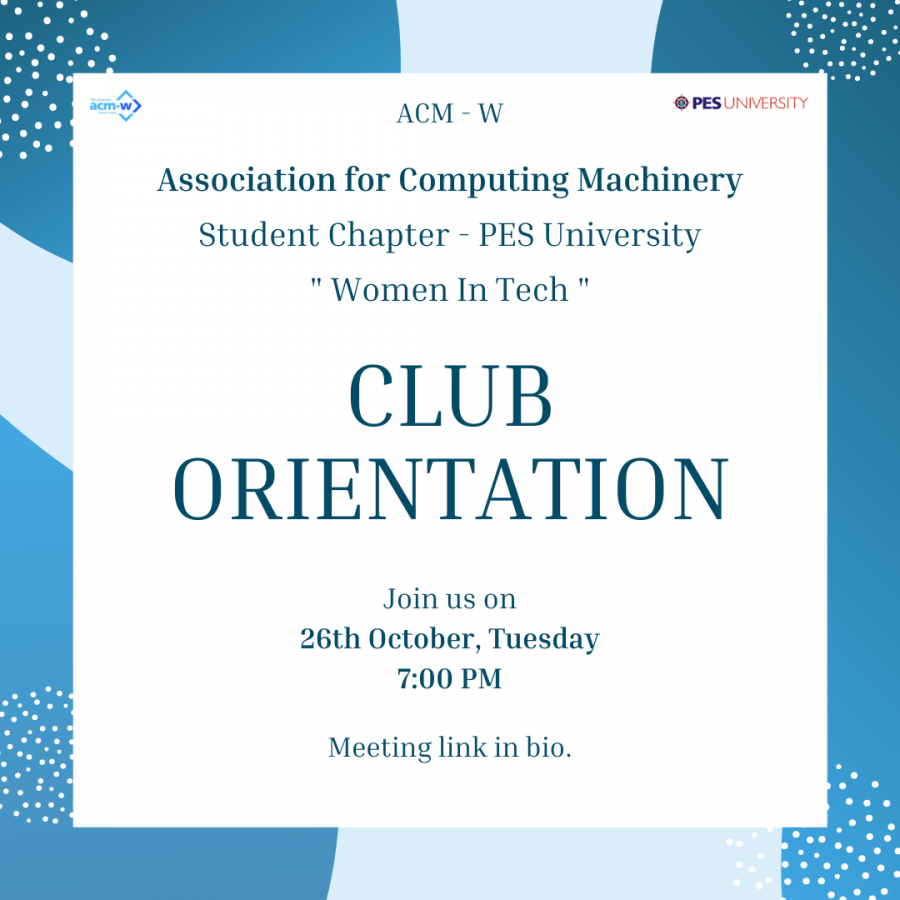 acm-w
PES UNIVERSITY
ACM - W
Association for Computing Machinery
Student Chapter - PES University
" Women In Tech "
CLUB
ORIENTATION
Join us on
26th October, Tuesday
7:00 PM
Meeting link in bio.